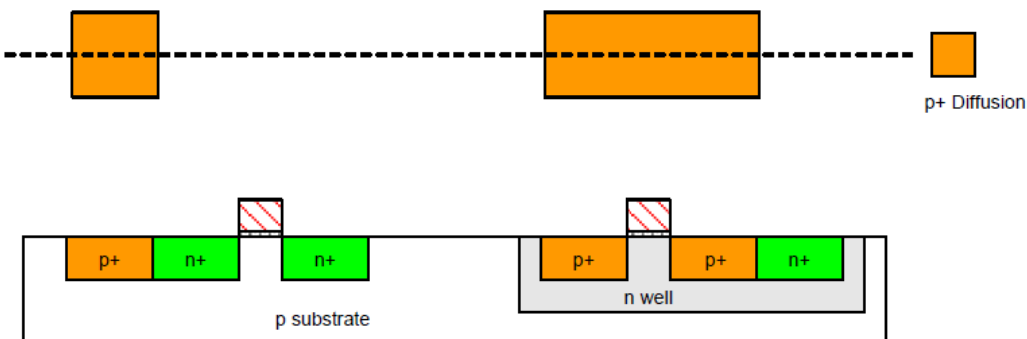 p+ Diffusion
p+ n+ n+ p+ p+ n+
n well
p substrate